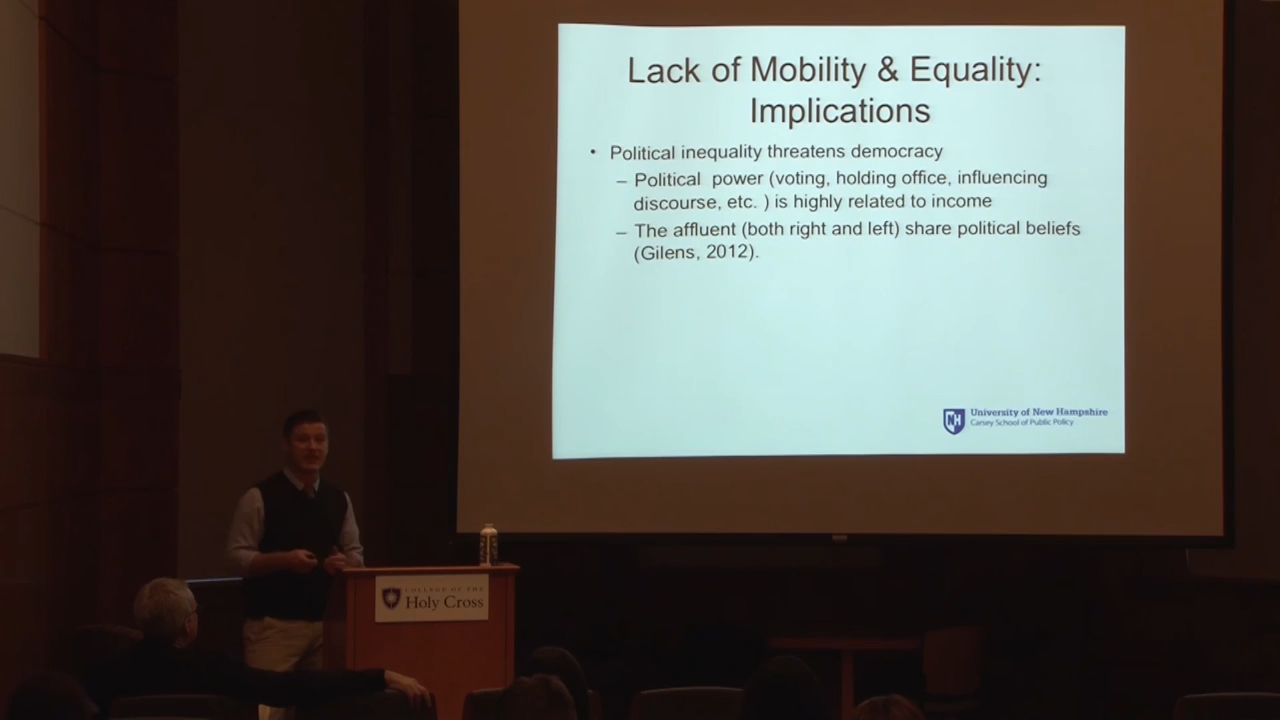 Lack of Mobility & Equality:
Implications
• Political inequality threatens democracy
– Political power (voting, holding office, influencing
discourse, etc. ) is highly related to income
– The affluent (both right and left) share political beliefs
(Gilens, 2012).
NH
University of New Hampshire
Carsey School of Public Policy
COLLEGE OF THE
Holy Cross